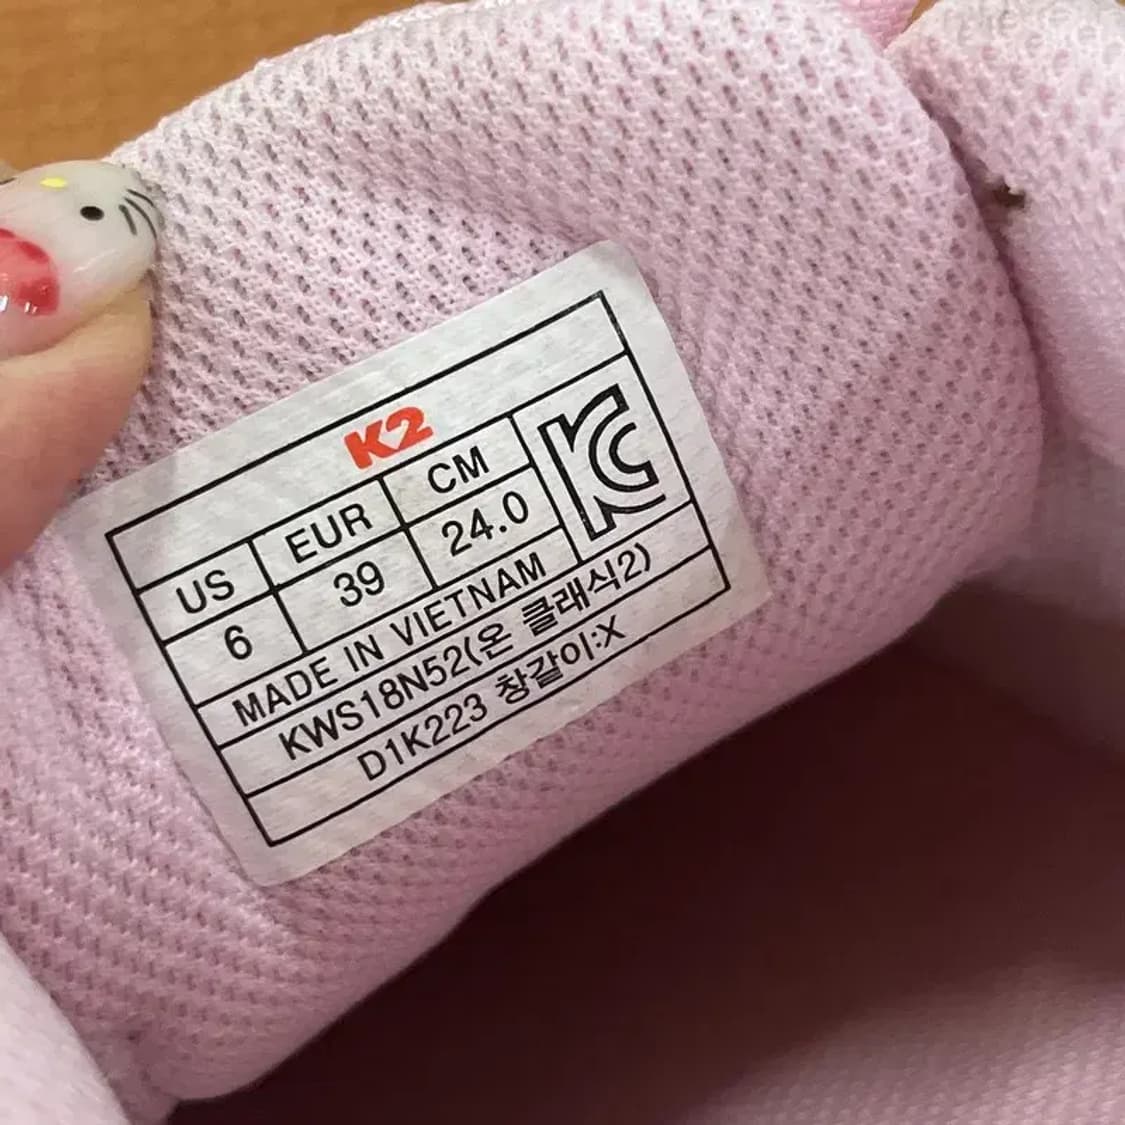 K2
US EUR CM
6 39 24.0
MADE IN VIETNAM
KWS18N52(온 클래식2)
D1K223 창갈이:X